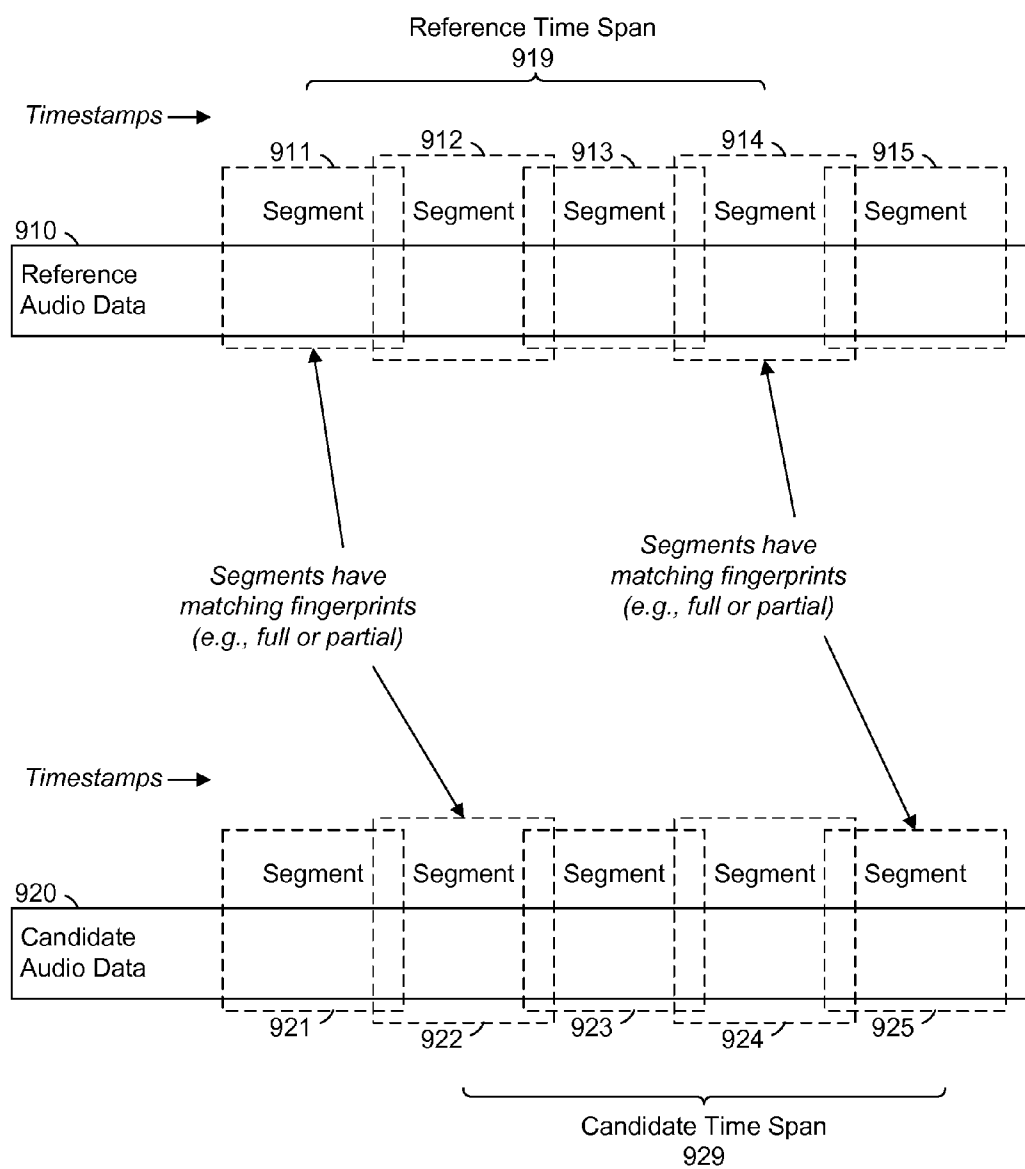 Reference Time Span
919
Timestamps
911
912
913
914
915
Segment Segment Segment Segment Segment
910
Reference
Audio Data
Segments have
matching fingerprints
(e.g., full or partial)
Segments have
matching fingerprints
(e.g., full or partial)
Timestamps
Segment Segment Segment Segment Segment
920
Candidate
Audio Data
921
922
923
924
925
Candidate Time Span
929